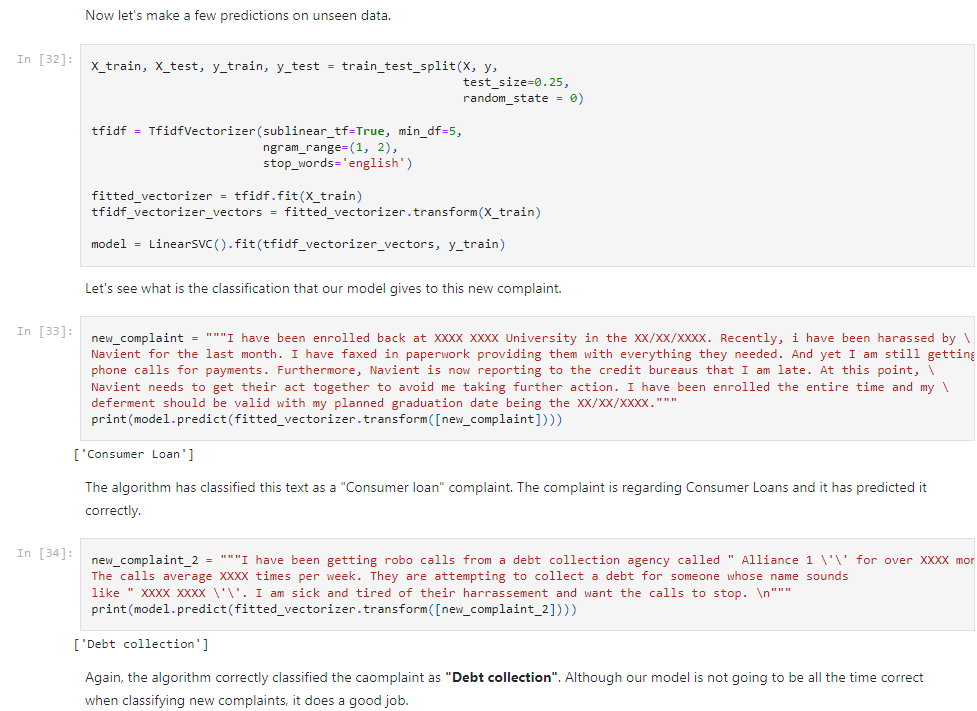 Now let's make a few predictions on unseen data.
In [32]:
X_train, X_test, y_train, y_test = train_test_split(X, y,
test_size=0.25,
random_state = 0)
tfidf = TfidfVectorizer(sublinear_tf=True, min_df=5,
ngram_range=(1, 2),
stop_words='english')
fitted_vectorizer = tfidf.fit(X_train)
tfidf_vectorizer_vectors = fitted_vectorizer.transform(X_train)
model = LinearSVC().fit(tfidf_vectorizer_vectors, y_train)
Let's see what is the classification that our model gives to this new complaint.
In [33]:
new_complaint = """I have been enrolled back at XXXX XXXX University in the XX/XX/XXXX. Recently, i have been harassed by \
Navient for the last month. I have faxed in paperwork providing them with everything they needed. And yet I am still getting
phone calls for payments. Furthermore, Navient is now reporting to the credit bureaus that I am late. At this point, \
Navient needs to get their act together to avoid me taking further action. I have been enrolled the entire time and my \
deferment should be valid with my planned graduation date being the XX/XX/XXXX."""
print(model.predict(fitted_vectorizer.transform([new_complaint])))
['Consumer Loan']
The algorithm has classified this text as a "Consumer loan" complaint. The complaint is regarding Consumer Loans and it has predicted it
correctly.
In [34]:
new_complaint_2 = """I have been getting robo calls from a debt collection agency called " Alliance 1 \'\' for over XXXX
The calls average XXXX times per week. They are attempting to collect a debt for someone whose name sounds
like " XXXX XXXX \'\'. I am sick and tired of their harrassement and want the calls to stop. \n"""
print(model.predict(fitted_vectorizer.transform([new_complaint_2])))
['Debt collection']
Again, the algorithm correctly classified the caomplaint as "Debt collection". Although our model is not going to be all the time correct
when classifying new complaints, it does a good job.